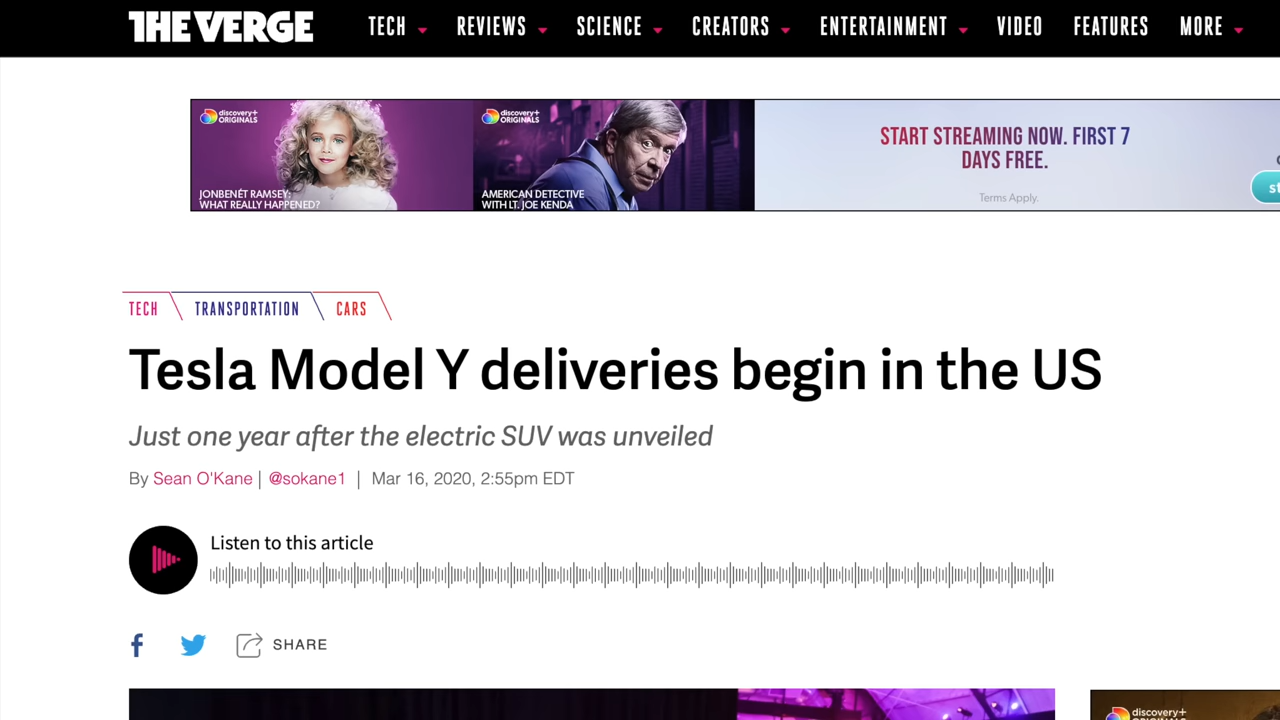 THE VERGE
TECH REVIEWS SCIENCE CREATORS ENTERTAINMENT VIDEO FEATURES MORE
discovery+
ORIGINALS
JONBENÉT RAMSEY:
WHAT REALLY HAPPENED?
discovery+
ORIGINALS
AMERICAN DETECTIVE
WITH LT. JOE KENDA
START STREAMING NOW. FIRST 7
DAYS FREE.
Terms Apply.
TECH TRANSPORTATION CARS
Tesla Model Y deliveries begin in the US
Just one year after the electric SUV was unveiled
By Sean O'Kane | @sokane1 | Mar 16, 2020, 2:55pm EDT
Listen to this article
SHARE
discovery+
ORIGINALS